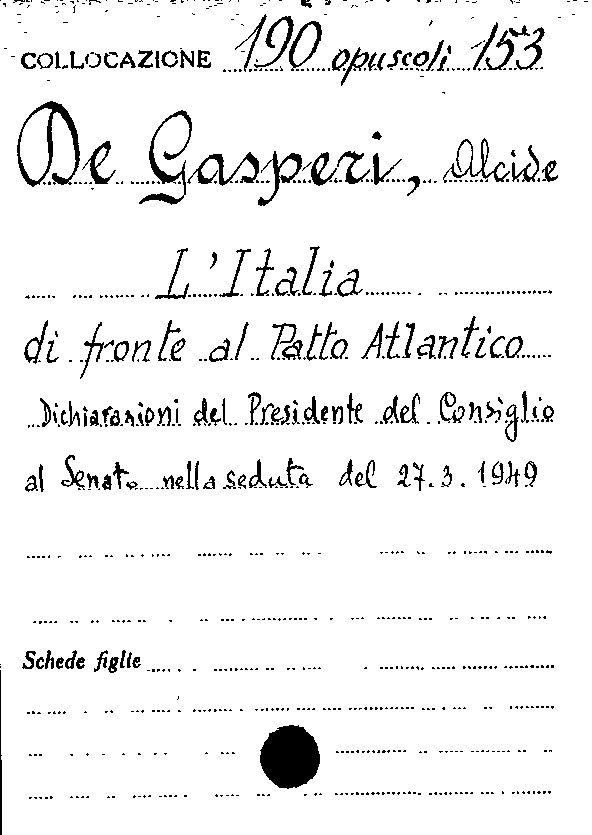 COLLOCAZIONE 190 opuscoli 153
De Gasperi, Alcide
L'Italia
di fronte al Patto Atlantico
Dichiarazioni del Presidente del Consiglio
al Senato nella seduta del 27.3.1949
Schede figlie